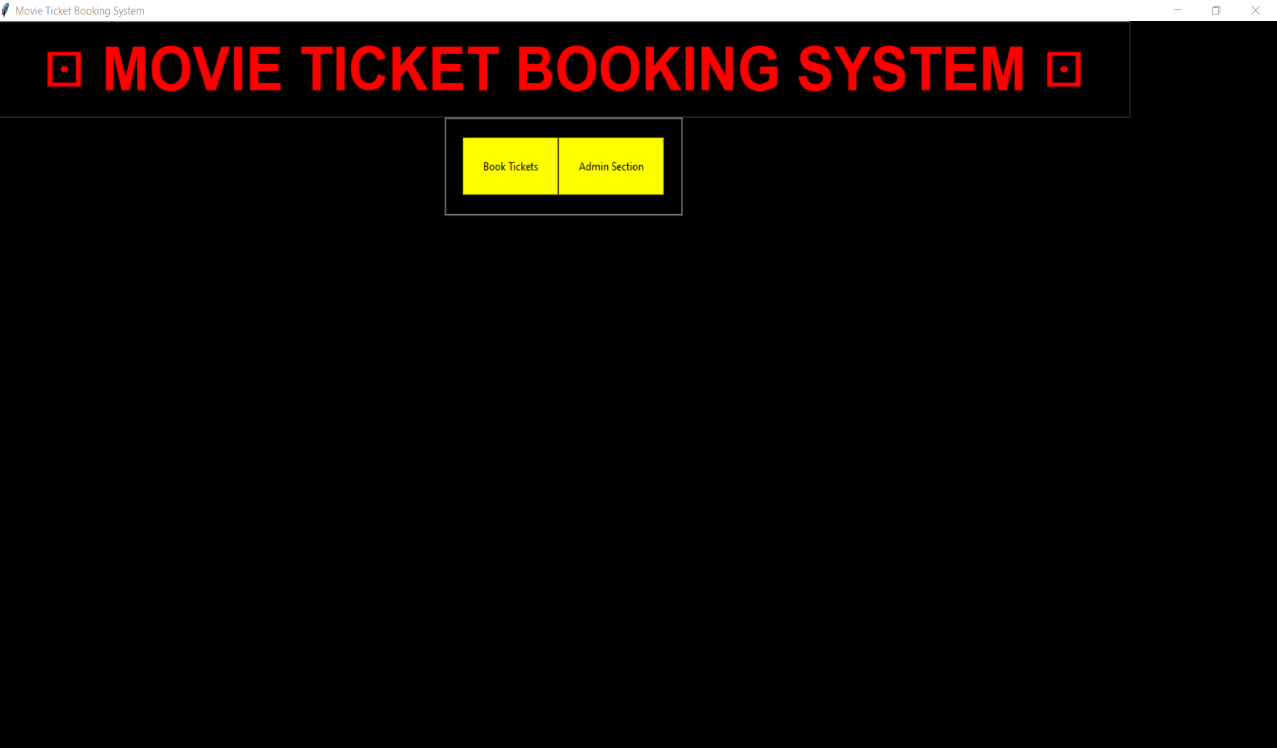 Movie Ticket Booking System
⚀ MOVIE TICKET BOOKING SYSTEM ⚀
Book Tickets Admin Section